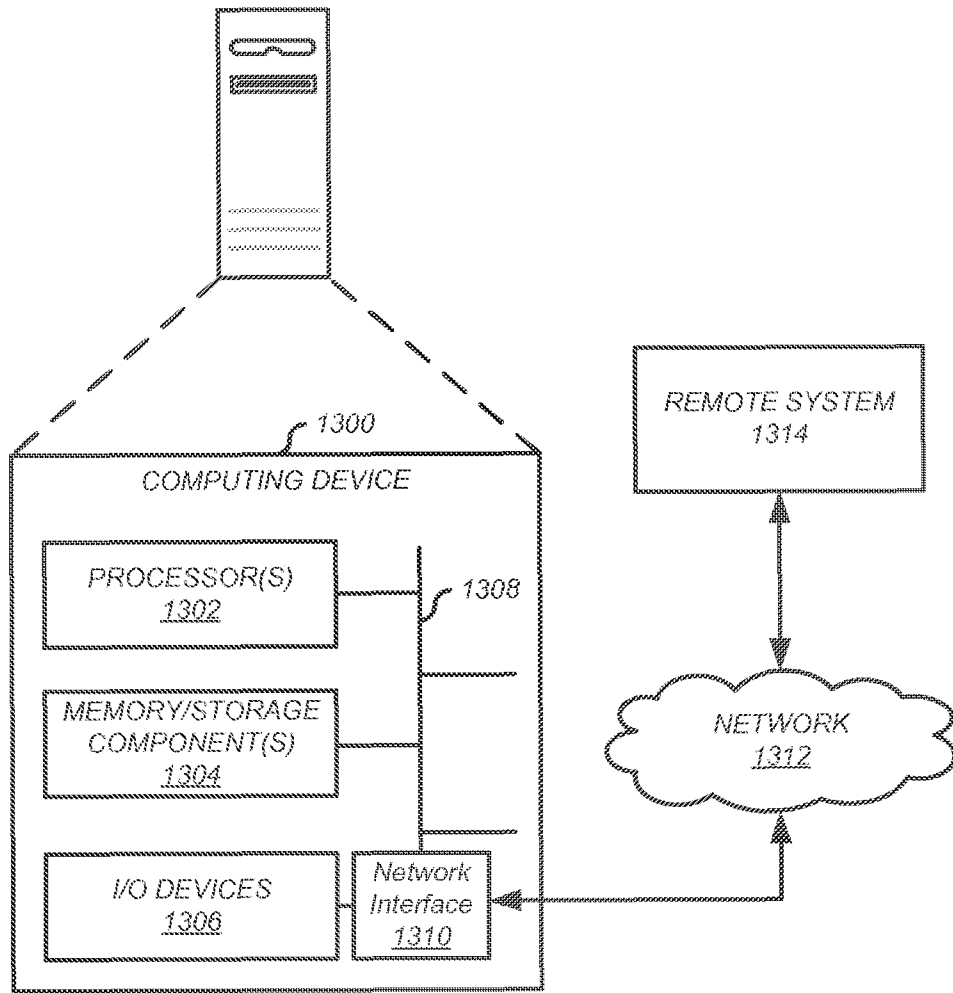 1300
COMPUTING DEVICE
PROCESSOR(S)
1302
1308
MEMORY/STORAGE
COMPONENT(S)
1304
I/O DEVICES
1306
Network
Interface
1310
REMOTE SYSTEM
1314
NETWORK
1312